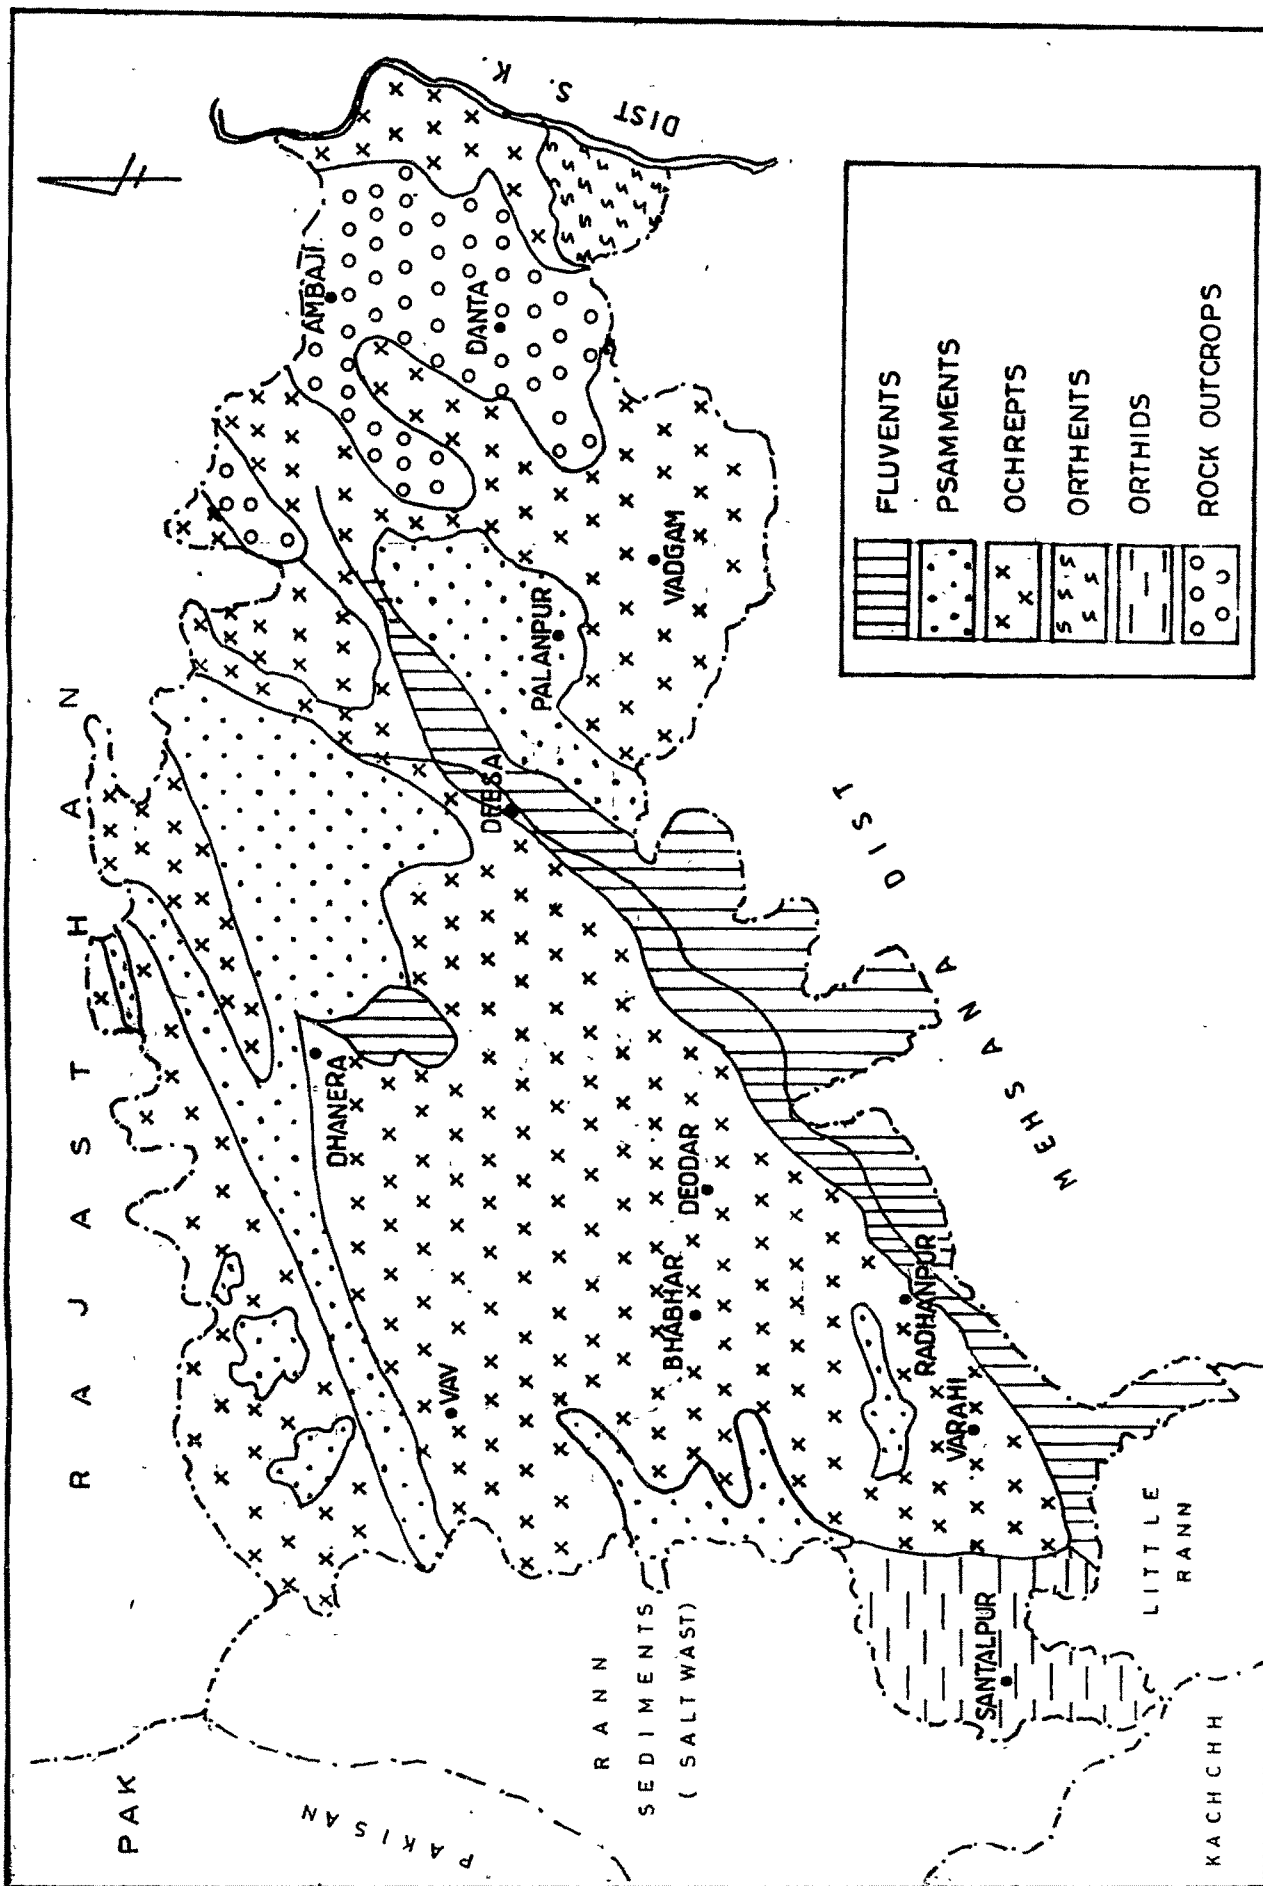 RAJASTHAN
PAK
PAKISAN
DIST S. K.
AMBAJI
DANTA
PALANPUR
VADGAM
DEESA
DHANERA
VAV
DEODAR
BHABHAR
RADHANPUR
VARAHI
SANTALPUR
MEHSANA DIST
RANN
SEDIMENTS
( SALT WAST)
LITTLE
RANN
KACHCHH
FLUVENTS
PSAMMENTS
OCHREPTS
ORTHENTS
ORTHIDS
ROCK OUTCROPS